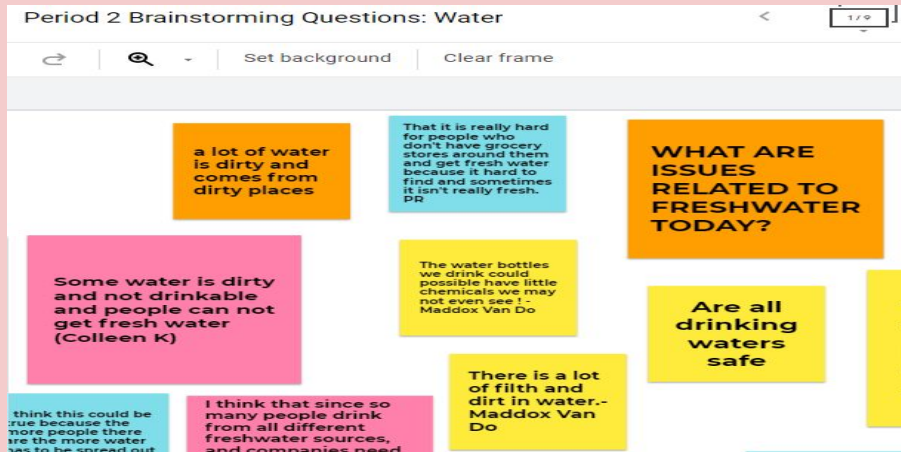 Period 2 Brainstorming Questions: Water
1/9
Set background
Clear frame
a lot of water
is dirty and
comes from
dirty places
That it is really hard
for people who
don't have grocery
stores around them
and get fresh water
because it hard to
find and sometimes
it isn't really fresh.
PR
WHAT ARE
ISSUES
RELATED TO
FRESHWATER
TODAY?
Some water is dirty
and not drinkable
and people can not
get fresh water
(Colleen K)
The water bottles
we drink could
possible have little
chemicals we may
not even see ! -
Maddox Van Do
Are all
drinking
waters
safe
There is a lot
of filth and
dirt in water.-
Maddox Van
Do
think this could be
true because the
more people there
are the more water
has to be spread out
I think that since so
many people drink
from all different
freshwater sources,
and companies need